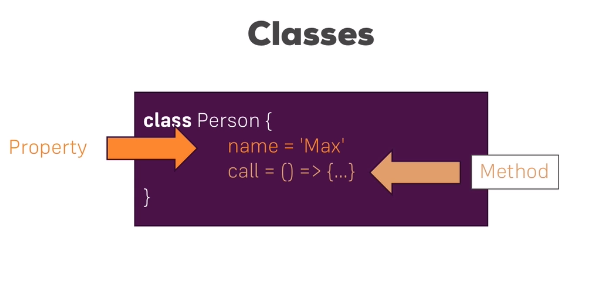 Classes
class Person {
Property
name = 'Max'
call = () => {...}
Method
}